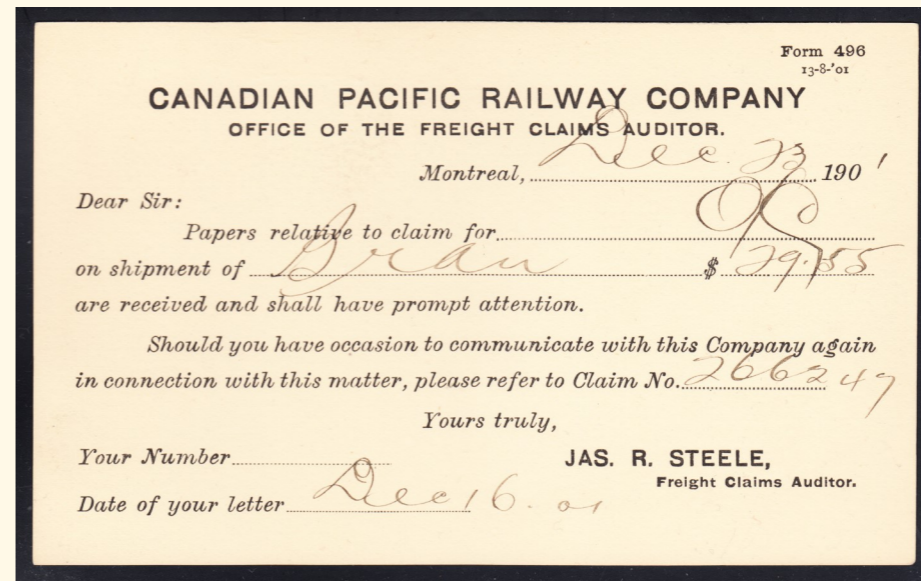 Form 496
13-8-'01
CANADIAN PACIFIC RAILWAY COMPANY
OFFICE OF THE FREIGHT CLAIMS AUDITOR.
Montreal, Dec. 23 1901
Dear Sir:
Papers relative to claim for
on shipment of Bran $ 29.55
are received and shall have prompt attention.
Should you have occasion to communicate with this Company again
in connection with this matter, please refer to Claim No. 266247
Yours truly,
Your Number
JAS. R. STEELE,
Freight Claims Auditor.
Date of your letter Dec 16. 01